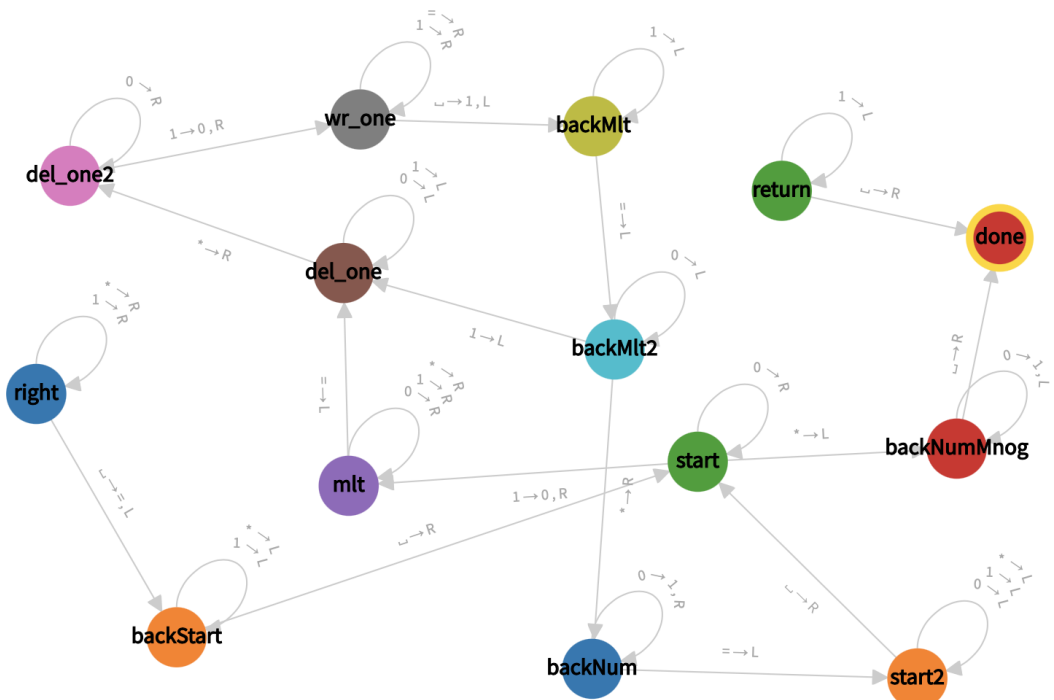 = → R
1 → R
1 → L
0 → R
wr_one
␣ → 1, L
backMlt
1 → 0, R
1 → L
del_one2
return
␣ → R
1 → L
0 → L
= → L
done
* → R
del_one
0 → L
* → R
1 → R
1 → L
backMlt2
␣ → R
0 → 1, L
right
= → L
* → R
1 → R
0 → R
0 → R
* → L
start
backNumMnog
mlt
1 → 0, R
* → R
␣ → =, L
␣ → R
* → L
1 → L
0 → 1, R
␣ → R
* → L
1 → L
0 → L
backStart
= → L
backNum
start2